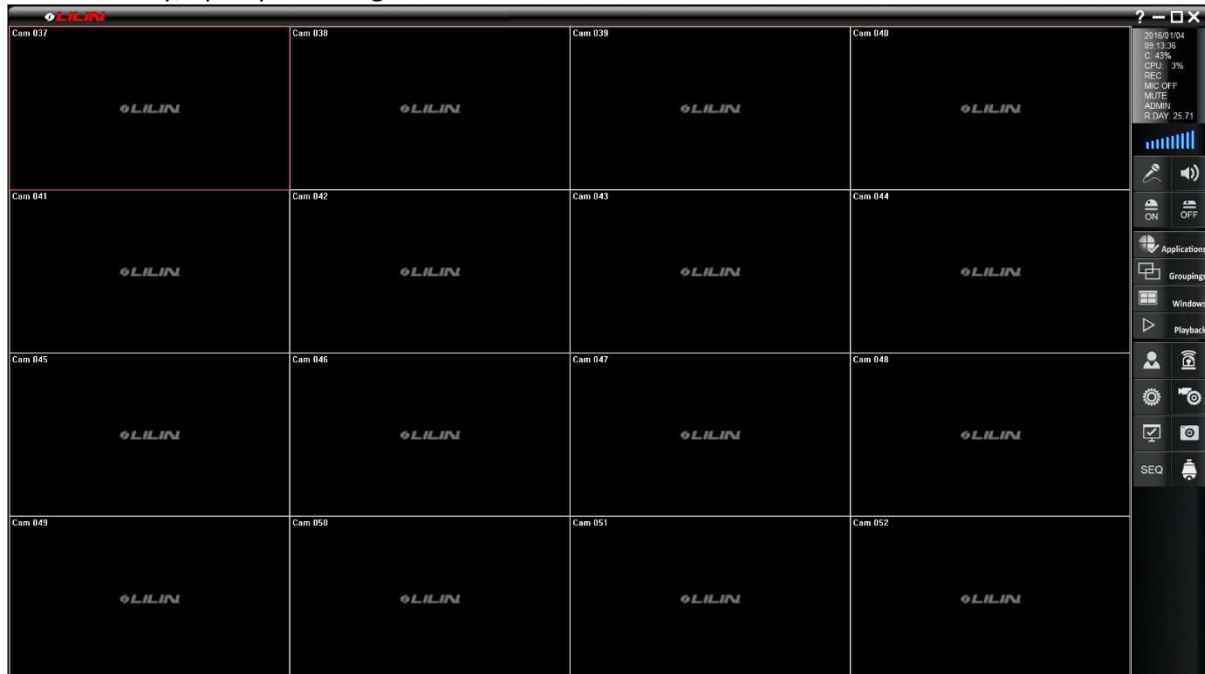 LILIN
? – □ X
Cam 037
Cam 038
Cam 039
Cam 040
LILIN
LILIN
LILIN
LILIN
Cam 041
Cam 042
Cam 043
Cam 044
LILIN
LILIN
LILIN
LILIN
Cam 045
Cam 046
Cam 047
Cam 048
LILIN
LILIN
LILIN
LILIN
Cam 049
Cam 050
Cam 051
Cam 052
LILIN
LILIN
LILIN
LILIN
2016/01/04
09:13:36
C: 43%
CPU: 3%
REC
MIC OFF
MUTE
ADMIN
R.DAY: 25.71
ON
OFF
Applications
Groupings
Windows
Playback
SEQ